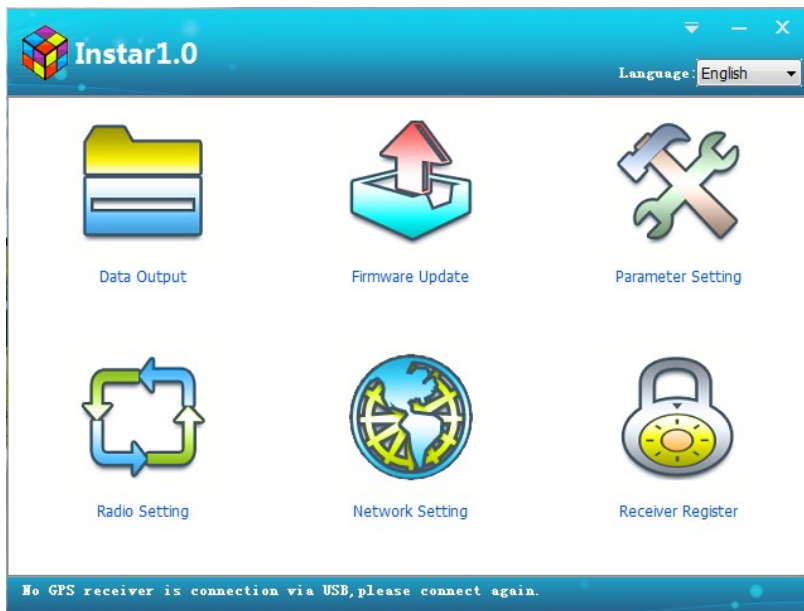 Instar1.0
Language: English
Data Output
Firmware Update
Parameter Setting
Radio Setting
Network Setting
Receiver Register
No GPS receiver is connection via USB,please connect again.